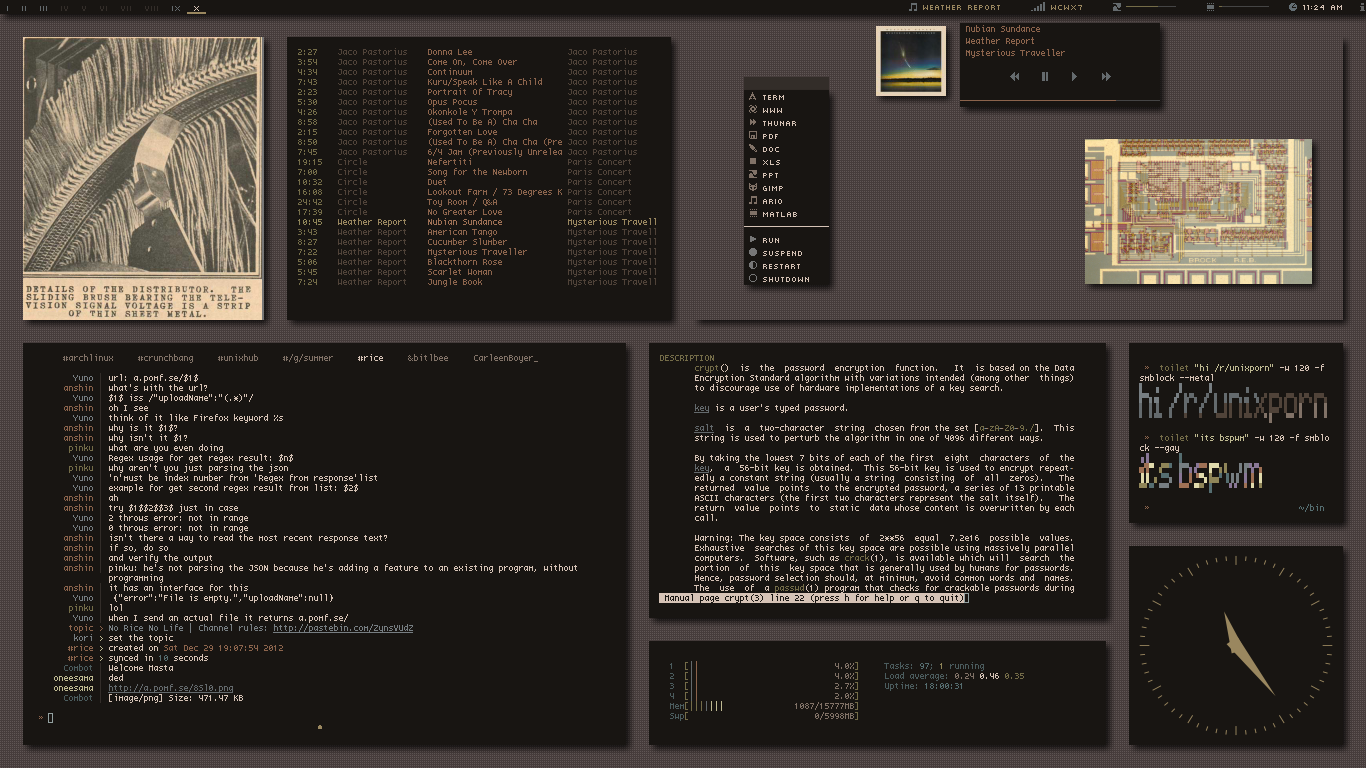 I II III IV V VI VII VIII IX X
WEATHER REPORT WCWX7 11:24 AM
DETAILS OF THE DISTRIBUTOR. THE
SLIDING BRUSH BEARING THE TELE-
VISION SIGNAL VOLTAGE IS A STRIP
OF THIN SHEET METAL.
2:27 Jaco Pastorius Donna Lee Jaco Pastorius
3:54 Jaco Pastorius Come On, Come Over Jaco Pastorius
4:34 Jaco Pastorius Continuum Jaco Pastorius
7:43 Jaco Pastorius Kuru/Speak Like A Child Jaco Pastorius
2:23 Jaco Pastorius Portrait Of Tracy Jaco Pastorius
5:30 Jaco Pastorius Opus Pocus Jaco Pastorius
4:26 Jaco Pastorius Okonkole Y Trompa Jaco Pastorius
8:58 Jaco Pastorius (Used To Be A) Cha Cha Jaco Pastorius
2:15 Jaco Pastorius Forgotten Love Jaco Pastorius
8:50 Jaco Pastorius (Used To Be A) Cha Cha (Pre Jaco Pastorius
7:45 Jaco Pastorius 6/4 Jam (Previously Unrelea Jaco Pastorius
19:15 Circle Nefertiti Paris Concert
7:00 Circle Song for the Newborn Paris Concert
10:32 Circle Duet Paris Concert
16:08 Circle Lookout Farm / 73 Degrees K Paris Concert
24:42 Circle Toy Room / Q&A Paris Concert
17:39 Circle No Greater Love Paris Concert
10:45 Weather Report Nubian Sundance Mysterious Travell
3:43 Weather Report American Tango Mysterious Travell
8:27 Weather Report Cucumber Slumber Mysterious Travell
7:22 Weather Report Mysterious Traveller Mysterious Travell
5:06 Weather Report Blackthorn Rose Mysterious Travell
5:45 Weather Report Scarlet Woman Mysterious Travell
7:24 Weather Report Jungle Book Mysterious Travell
TERM
WWW
THUNAR
PDF
DOC
XLS
PPT
GIMP
ARIO
MATLAB
RUN
SUSPEND
RESTART
SHUTDOWN
Nubian Sundance
Weather Report
Mysterious Traveller
BROCK R.E.B.
#archlinux #crunchbang #unixhub #/g/summer #rice &bitlbee CarleenBoyer_
Yuno url: a.pomf.se/$1$
anshin what's with the url?
Yuno $1$ iss /"uploadName":"(.*)"/
anshin oh I see
Yuno think of it like Firefox keyword %s
anshin why is it $1$?
anshin why isn't it $1?
pinku what are you even doing
Yuno Regex usage for get regex result: $n$
pinku why aren't you just parsing the json
Yuno 'n'must be index number from 'Regex from response'list
Yuno example for get second regex result from list: $2$
anshin ah
anshin try $1$$2$$3$ just in case
Yuno 2 throws error: not in range
Yuno 0 throws error: not in range
anshin isn't there a way to read the most recent response text?
anshin if so, do so
anshin and verify the output
anshin pinku: he's not parsing the JSON because he's adding a feature to an existing program, without
programming
anshin it has an interface for this
Yuno {"error":"File is empty.","uploadName":null}
pinku lol
Yuno when I send an actual file it returns a.pomf.se/
topic > No Rice No Life | Channel rules: http://pastebin.com/ZynsVUdZ
kori > set the topic
#rice > created on Sat Dec 29 19:07:54 2012
#rice > synced in 10 seconds
Combot Welcome Masta
oneesama ded
oneesama http://a.pomf.se/8510.png
Combot [image/png] Size: 471.47 KB
»
DESCRIPTION
crypt() is the password encryption function. It is based on the Data
Encryption Standard algorithm with variations intended (among other things)
to discourage use of hardware implementations of a key search.
key is a user's typed password.
salt is a two-character string chosen from the set [a-zA-Z0-9./]. This
string is used to perturb the algorithm in one of 4096 different ways.
By taking the lowest 7 bits of each of the first eight characters of the
key, a 56-bit key is obtained. This 56-bit key is used to encrypt repeat-
edly a constant string (usually a string consisting of all zeros). The
returned value points to the encrypted password, a series of 13 printable
ASCII characters (the first two characters represent the salt itself). The
return value points to static data whose content is overwritten by each
call.
Warning: The key space consists of 2**56 equal 7.2e16 possible values.
Exhaustive searches of this key space are possible using massively parallel
computers. Software, such as crack(1), is available which will search the
portion of this key space that is generally used by humans for passwords.
Hence, password selection should, at minimum, avoid common words and names.
The use of a passwd(1) program that checks for crackable passwords during
Manual page crypt(3) line 22 (press h for help or q to quit)
1 [|| 4.0%]
2 [|| 4.0%]
3 [|| 2.7%]
4 [|| 2.0%]
Mem[||||||| 1087/15777MB]
Swp[ 0/5998MB]
Tasks: 97; 1 running
Load average: 0.24 0.46 0.35
Uptime: 18:00:31
» toilet "hi /r/unixporn" -w 120 -f
smblock --metal
hi /r/unixporn
» toilet "its bspwm" -w 120 -f smblo
ck --gay
its bspwm
» ~/bin